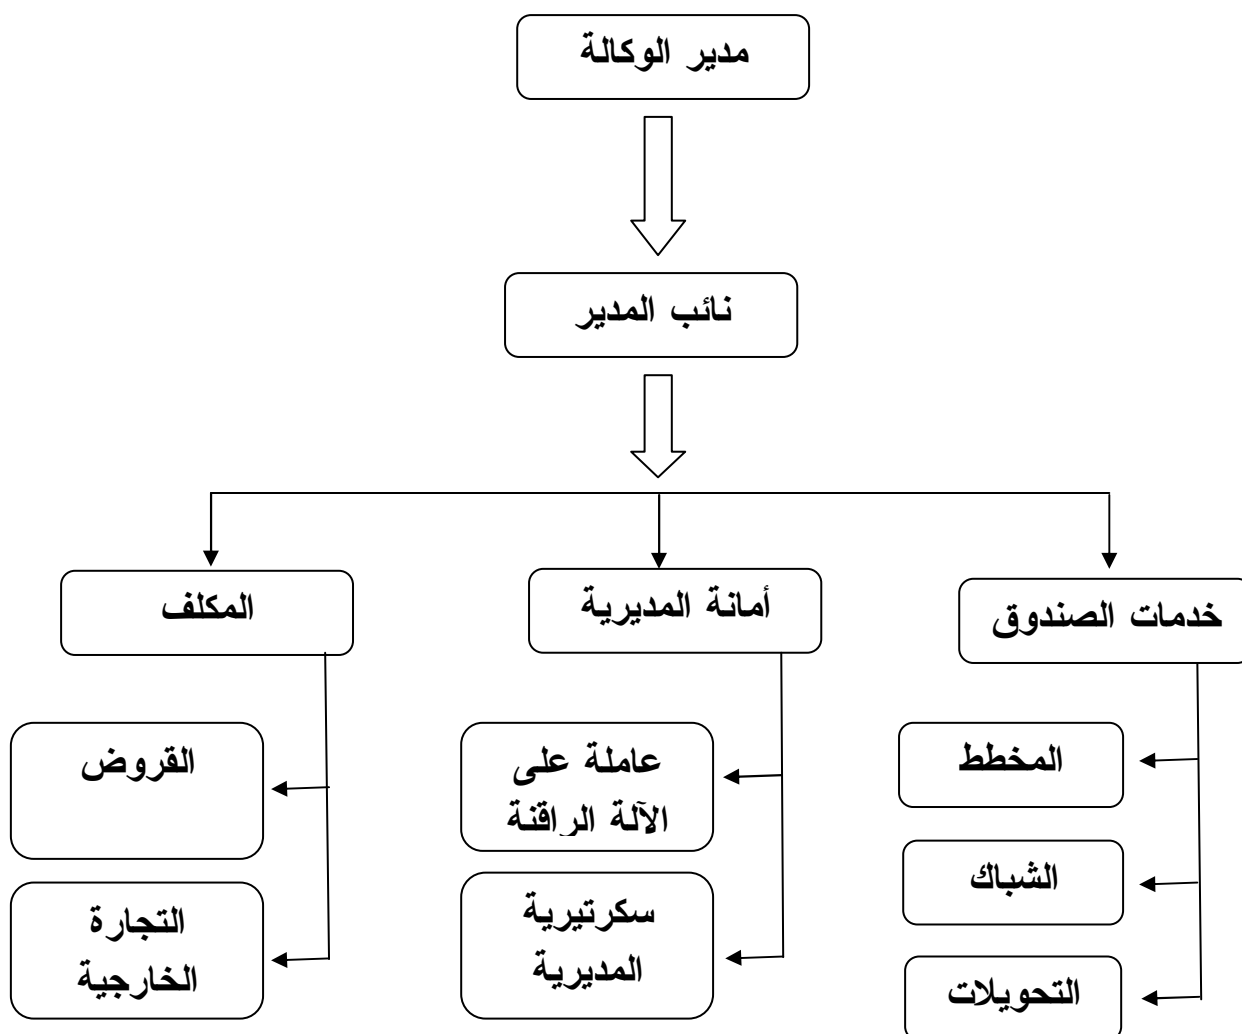 مدير الوكالة
نائب المدير
خدمات الصندوق
أمانة المديرية
المكلف
المخطط
الشباك
التحويلات
عاملة على
الآلة الراقنة
سكرتيرية
المديرية
القروض
التجارة
الخارجية